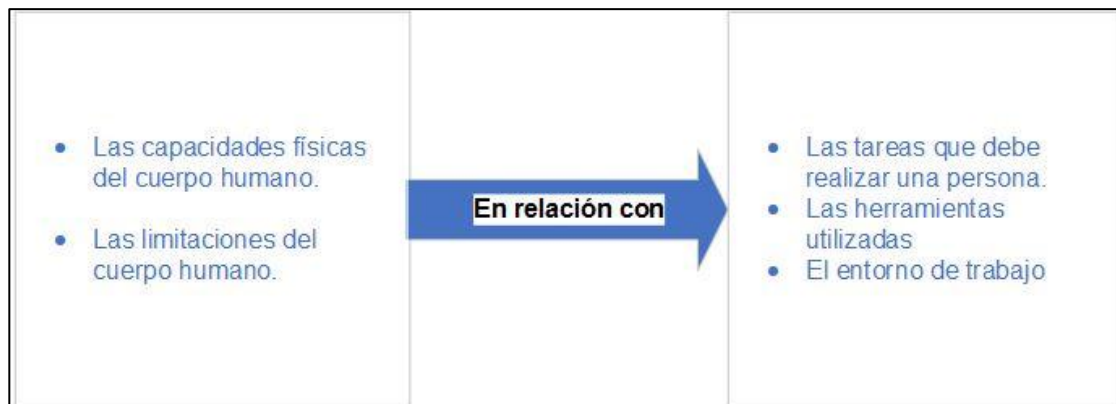 • Las capacidades físicas
del cuerpo humano.
• Las limitaciones del
cuerpo humano.
En relación con
• Las tareas que debe
realizar una persona.
• Las herramientas
utilizadas
• El entorno de trabajo